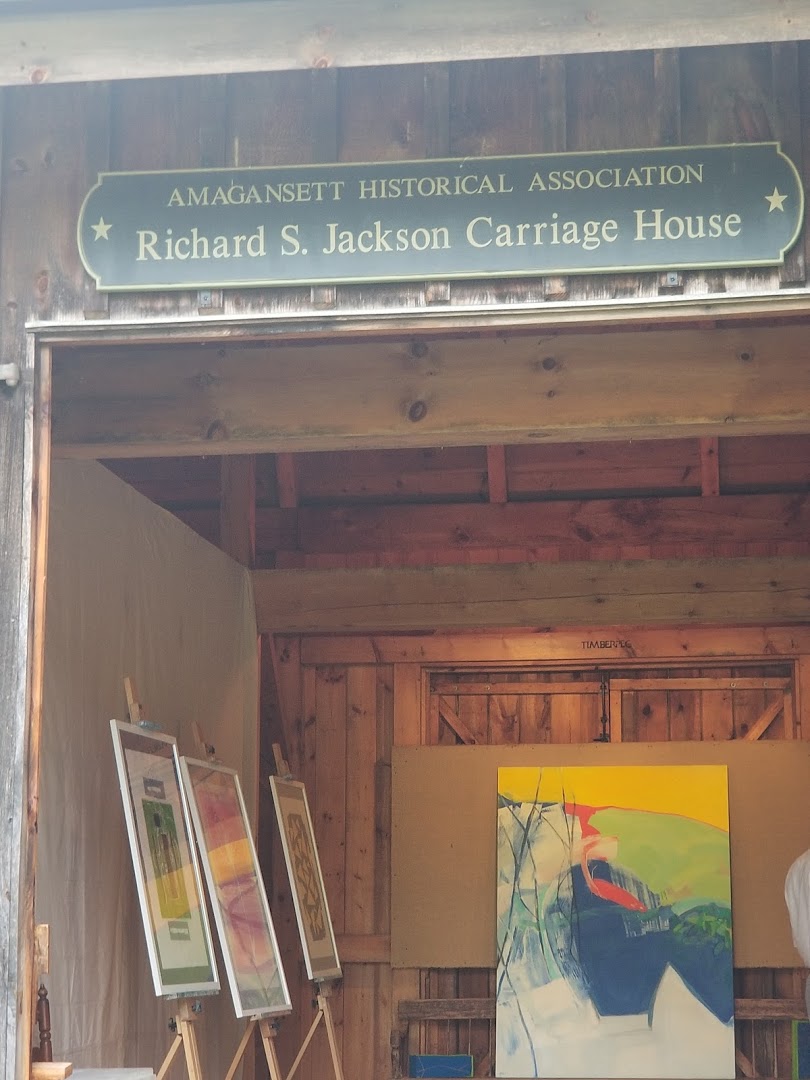 AMAGANSETT HISTORICAL ASSOCIATION
Richard S. Jackson Carriage House